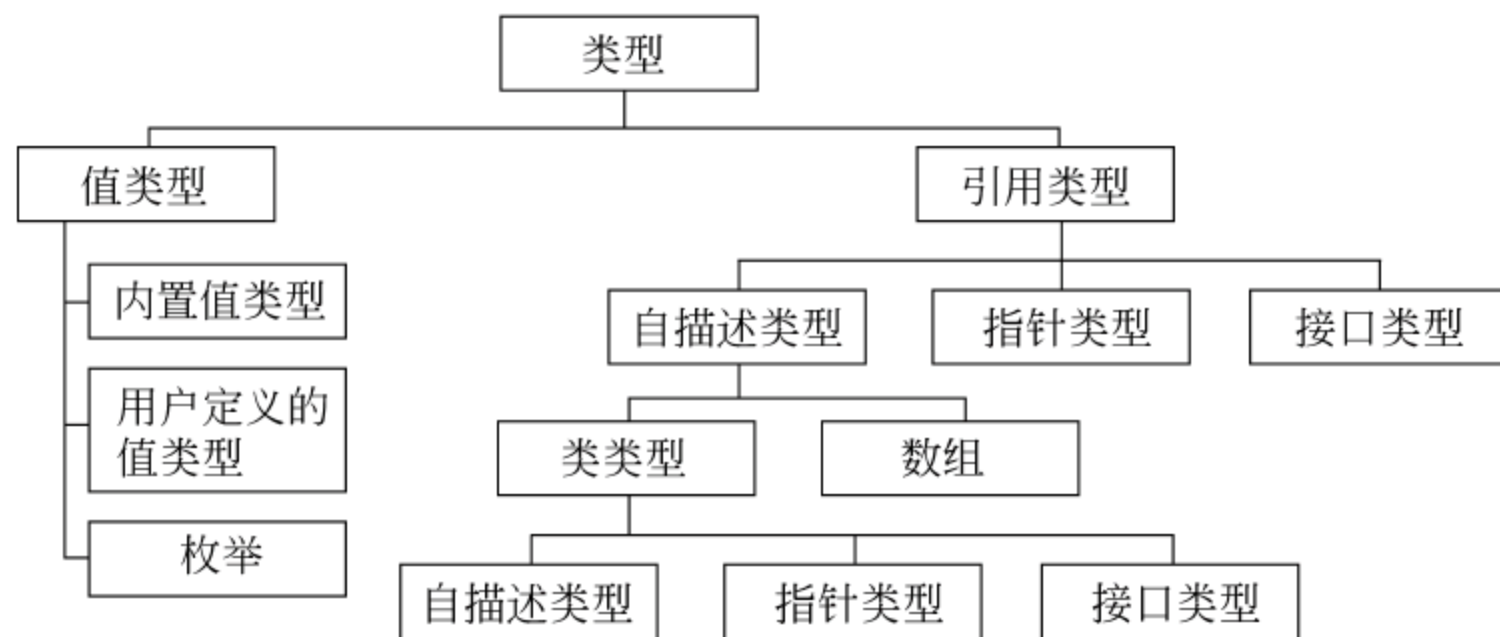 类型
值类型
引用类型
内置值类型
用户定义的
值类型
枚举
自描述类型
指针类型
接口类型
类类型
数组
自描述类型
指针类型
接口类型